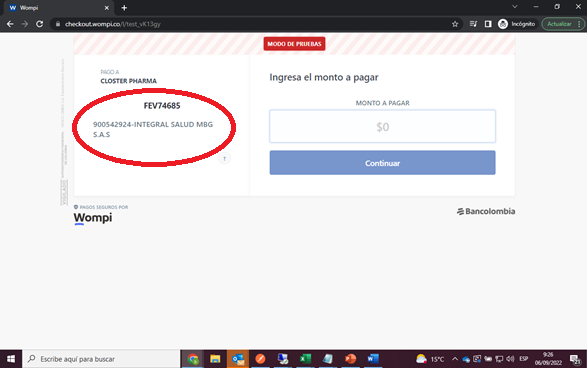 Wompi
checkout.wompi.co/l/test_vK13gy
Incógnito
Actualizar
MODO DE PRUEBAS
PAGO A
CLOSTER PHARMA
FEV74685
900542924-INTEGRAL SALUD MBG
S.A.S
Ingresa el monto a pagar
MONTO A PAGAR
$0
Continuar
PAGOS SEGUROS POR
Wompi
Bancolombia
Escribe aquí para buscar
15°C
ESP
9:26
06/09/2022